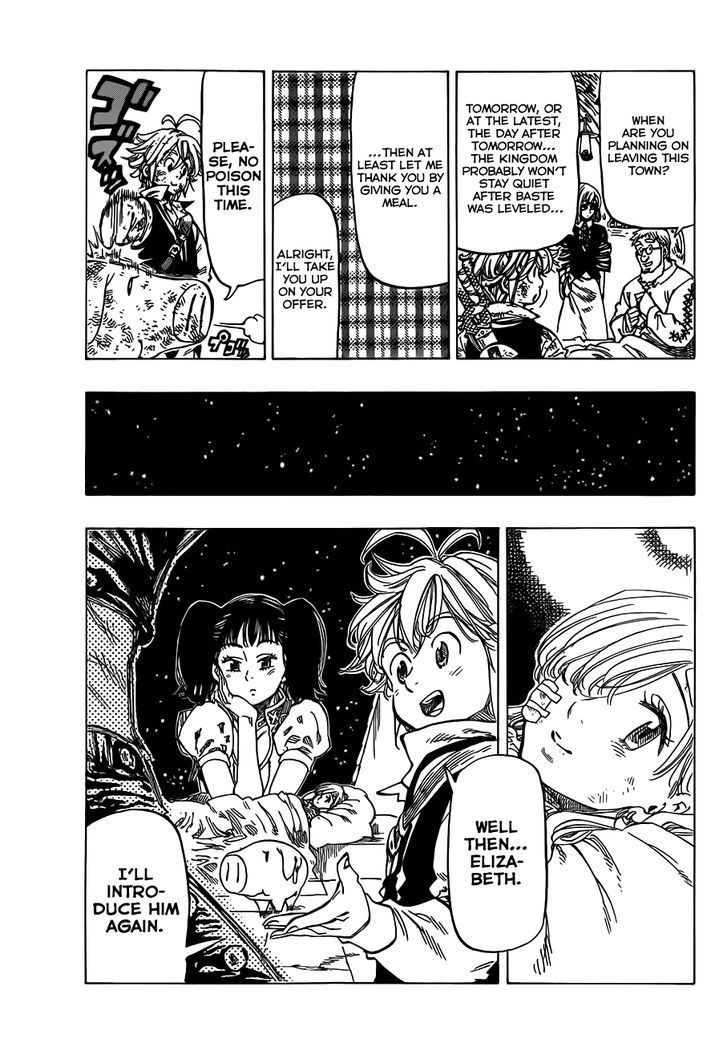 WHEN
ARE YOU
PLANNING ON
LEAVING THIS
TOWN?
TOMORROW, OR
AT THE LATEST,
THE DAY AFTER
TOMORROW...
THE KINGDOM
PROBABLY WON'T
STAY QUIET
AFTER BASTE
WAS LEVELED...
...THEN AT
LEAST LET ME
THANK YOU BY
GIVING YOU A
MEAL.
ALRIGHT,
I'LL TAKE
YOU UP
ON YOUR
OFFER.
PLEA-
SE, NO
POISON
THIS
TIME.
WELL
THEN...
ELIZA-
BETH.
I'LL
INTRO-
DUCE HIM
AGAIN.